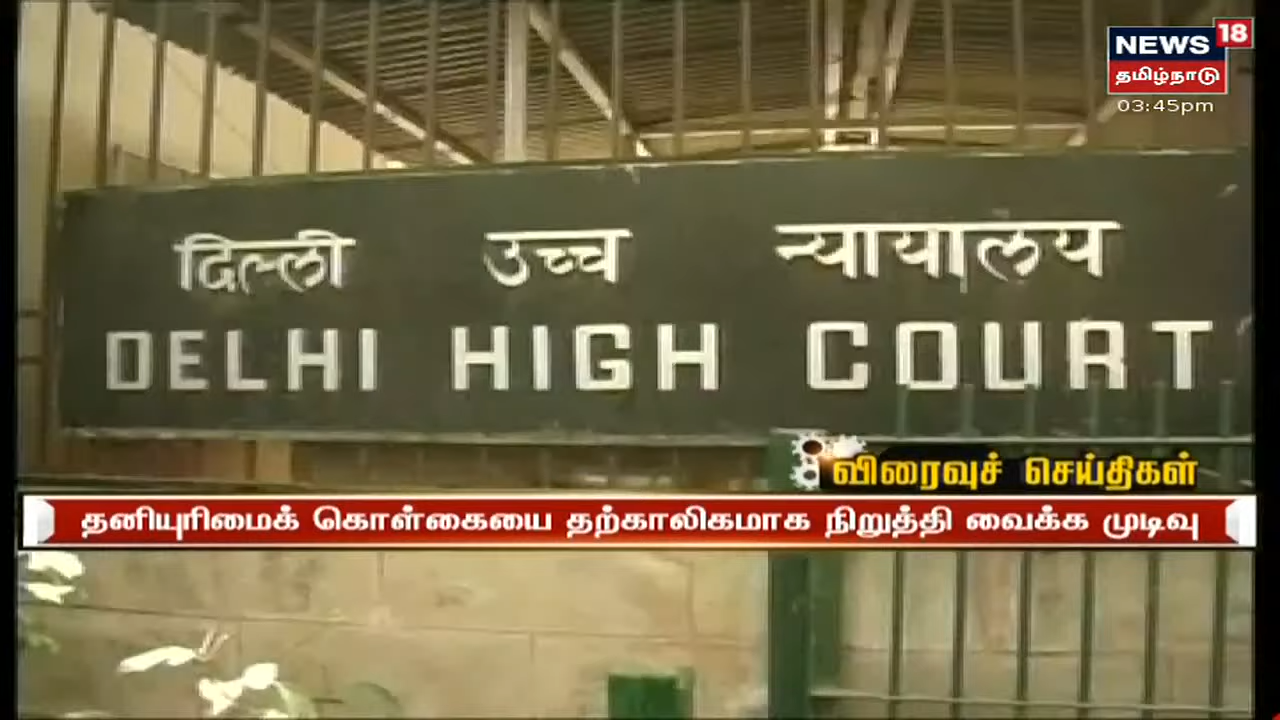 NEWS 18
தமிழ்நாடு
03:45pm
दिल्ली उच्च न्यायालय
DELHI HIGH COURT
விரைவுச் செய்திகள்
தனியுரிமைக் கொள்கையை தற்காலிகமாக நிறுத்தி வைக்க முடிவு